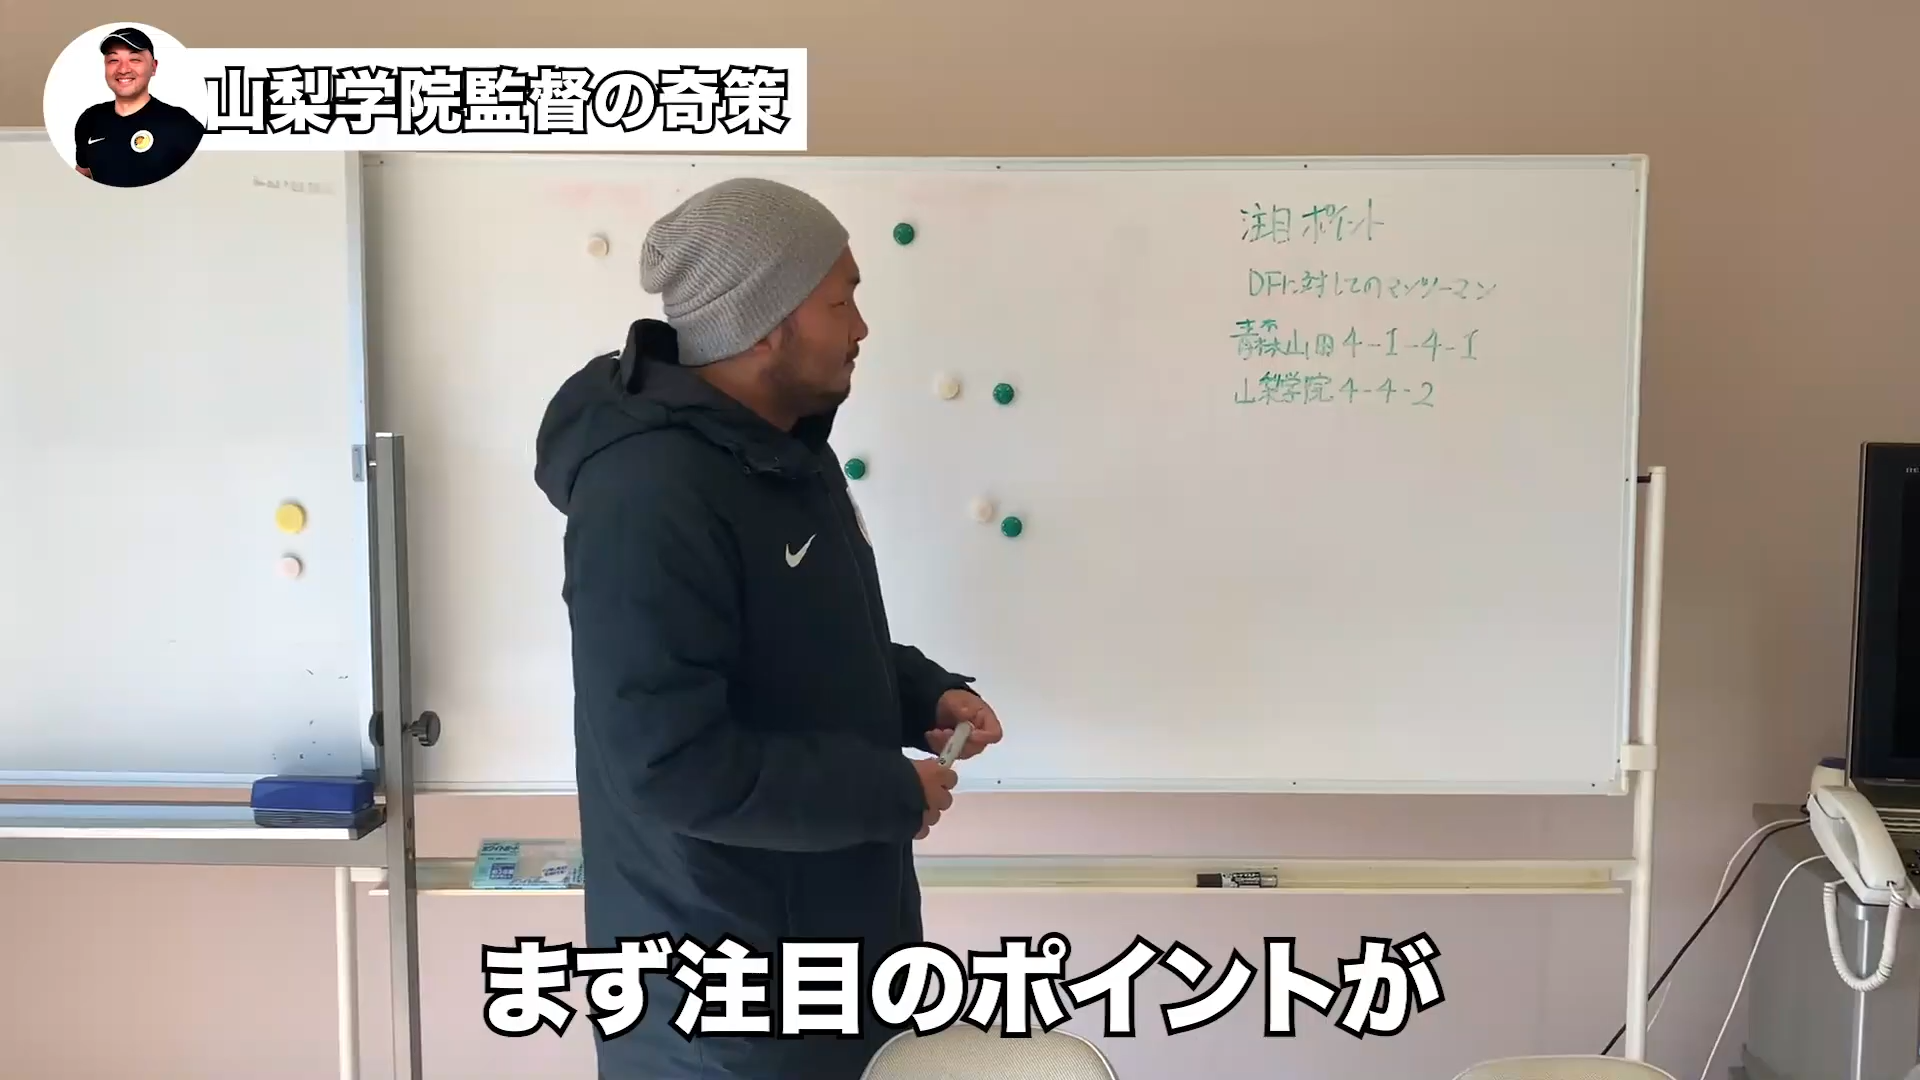 山梨学院監督の奇策
注目ポイント
DFに対してのマンツーマン
青森山田 4-1-4-1
山梨学院 4-4-2
まず注目のポイントが